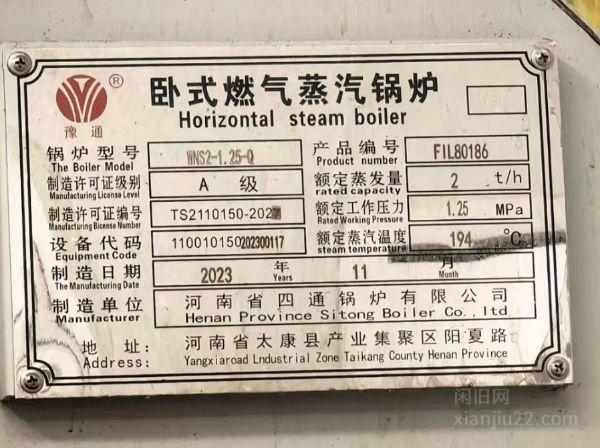 ®
豫通
卧式燃气蒸汽锅炉
Horizontal steam boiler
锅炉型号 WNS2-1.25-Q 产品编号 FIL80186
The Boiler Model Product number
制造许可证级别 A 级 额定蒸发量 2 t/h
Manufacturing License Level rated capacity
制造许可证编号 TS2110150-2027 额定工作压力 1.25 MPa
Manufacturing Bicense Number Rated Working Pressure
设备代码 110010150202300117 额定蒸汽温度 194 ℃
Equipment Code steam temperature
制造日期 2023 年 11 月
The Manufacturing Date Years Month
制造单位 河南省四通锅炉有限公司
Manufacturer Henan Province Sitong Boiler Co.,ltd
地址: 河南省太康县产业集聚区阳夏路
Address: Yangxiaroad Lndustrial Zone Taikang County Henan Province
闲旧网
xianjiu22.com